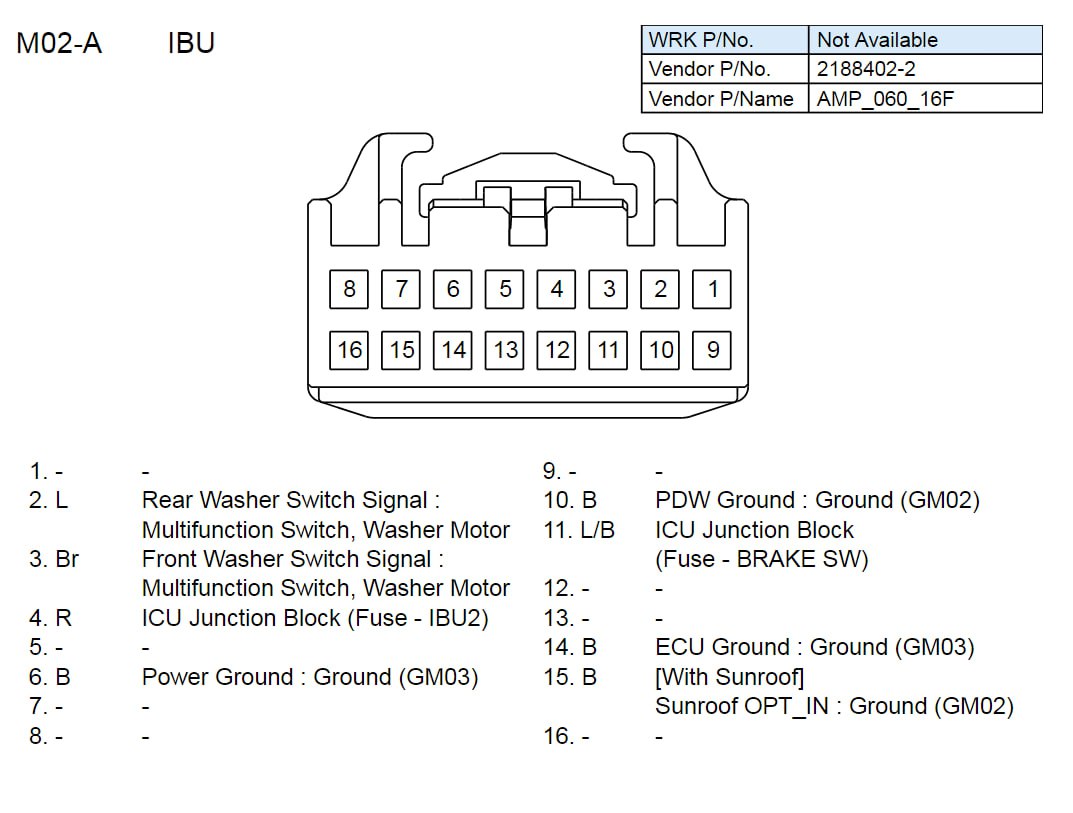 M02-A IBU
WRK P/No. Not Available
Vendor P/No. 2188402-2
Vendor P/Name AMP_060_16F
8 7 6 5 4 3 2 1
16 15 14 13 12 11 10 9
1. - -
2. L Rear Washer Switch Signal :
Multifunction Switch, Washer Motor
3. Br Front Washer Switch Signal :
Multifunction Switch, Washer Motor
4. R ICU Junction Block (Fuse - IBU2)
5. - -
6. B Power Ground : Ground (GM03)
7. - -
8. - -
9. - -
10. B PDW Ground : Ground (GM02)
11. L/B ICU Junction Block
(Fuse - BRAKE SW)
12. - -
13. - -
14. B ECU Ground : Ground (GM03)
15. B [With Sunroof]
Sunroof OPT_IN : Ground (GM02)
16. - -